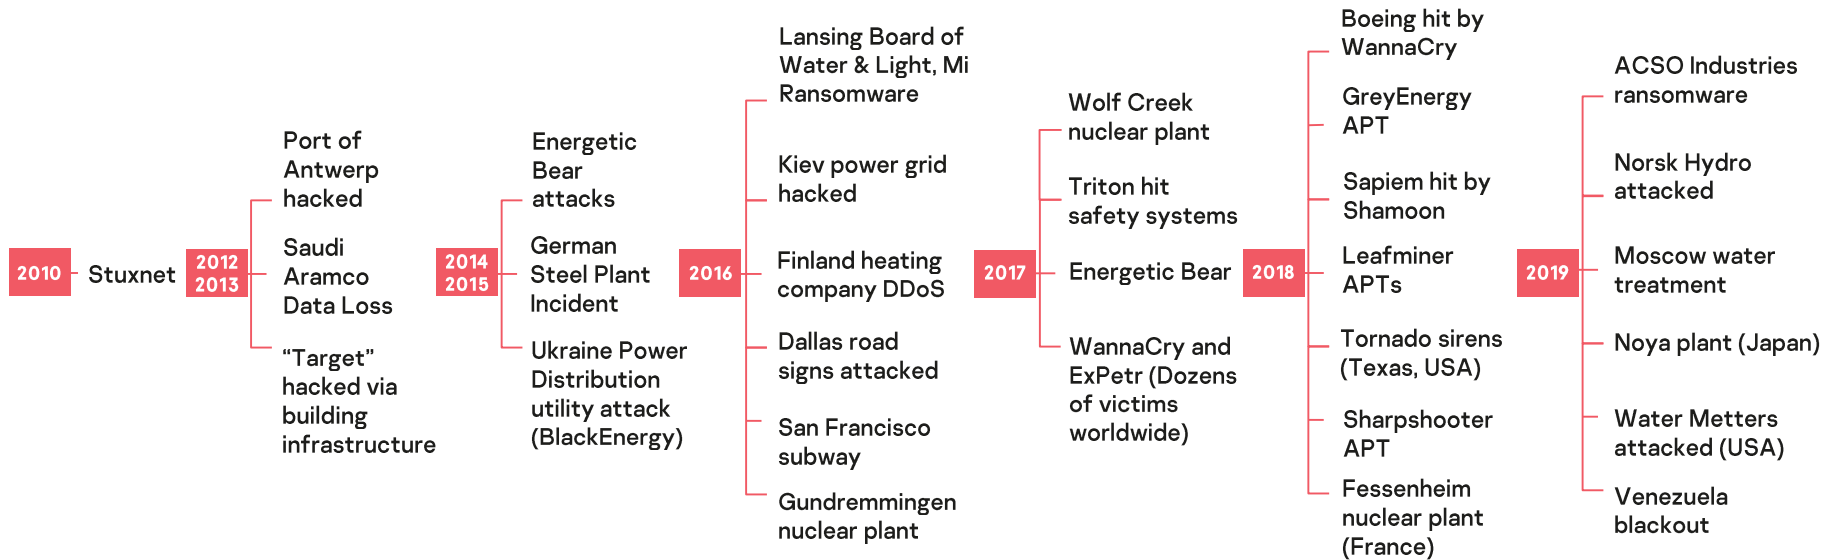 2010
Stuxnet
2012
2013
Port of
Antwerp
hacked
Saudi
Aramco
Data Loss
“Target”
hacked via
building
infrastructure
2014
2015
Energetic
Bear
attacks
German
Steel Plant
Incident
Ukraine Power
Distribution
utility attack
(BlackEnergy)
2016
Lansing Board of
Water & Light, Mi
Ransomware
Kiev power grid
hacked
Finland heating
company DDoS
Dallas road
signs attacked
San Francisco
subway
Gundremmingen
nuclear plant
2017
Wolf Creek
nuclear plant
Triton hit
safety systems
Energetic Bear
WannaCry and
ExPetr (Dozens
of victims
worldwide)
2018
Boeing hit by
WannaCry
GreyEnergy
APT
Sapiem hit by
Shamoon
Leafminer
APTs
Tornado sirens
(Texas, USA)
Sharpshooter
APT
Fessenheim
nuclear plant
(France)
2019
ACSO Industries
ransomware
Norsk Hydro
attacked
Moscow water
treatment
Noya plant (Japan)
Water Metters
attacked (USA)
Venezuela
blackout